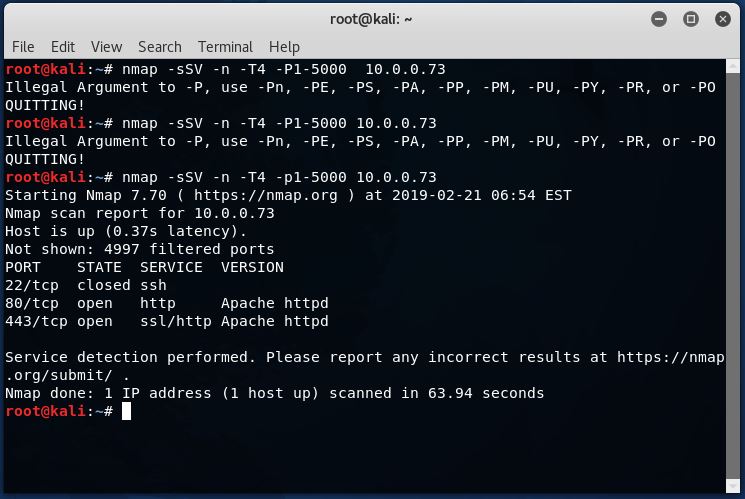 root@kali: ~
File Edit View Search Terminal Help
root@kali:~# nmap -sSV -n -T4 -P1-5000  10.0.0.73
Illegal Argument to -P, use -Pn, -PE, -PS, -PA, -PP, -PM, -PU, -PY, -PR, or -PO
QUITTING!
root@kali:~# nmap -sSV -n -T4 -P1-5000 10.0.0.73
Illegal Argument to -P, use -Pn, -PE, -PS, -PA, -PP, -PM, -PU, -PY, -PR, or -PO
QUITTING!
root@kali:~# nmap -sSV -n -T4 -p1-5000 10.0.0.73
Starting Nmap 7.70 ( https://nmap.org ) at 2019-02-21 06:54 EST
Nmap scan report for 10.0.0.73
Host is up (0.37s latency).
Not shown: 4997 filtered ports
PORT    STATE  SERVICE  VERSION
22/tcp  closed ssh
80/tcp  open   http     Apache httpd
443/tcp open   ssl/http Apache httpd

Service detection performed. Please report any incorrect results at https://nmap
.org/submit/ .
Nmap done: 1 IP address (1 host up) scanned in 63.94 seconds
root@kali:~#